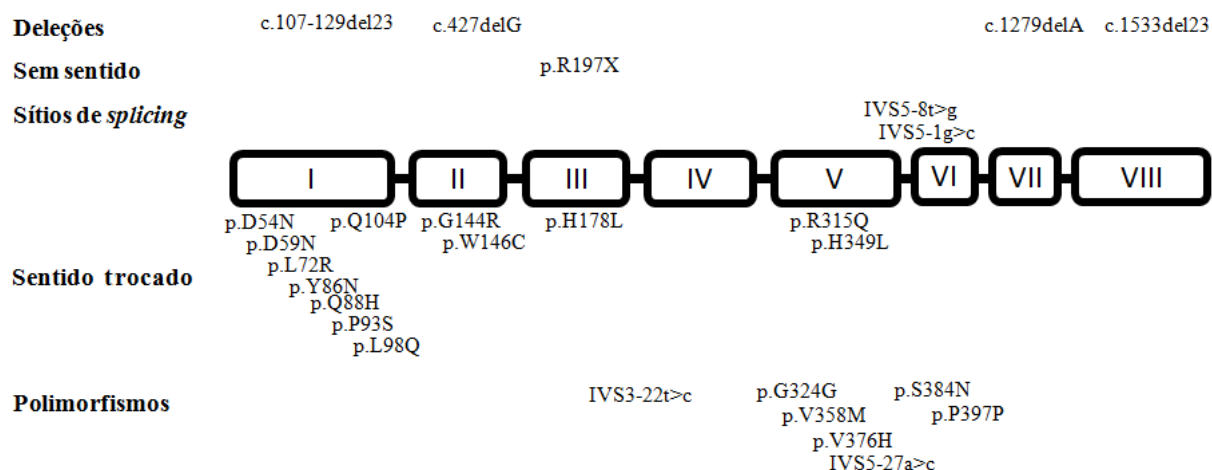 Deleções c.107-129del23 c.427delG c.1279delA c.1533del23
Sem sentido p.R197X
Sítios de splicing IVS5-8t>g
IVS5-1g>c
I II III IV V VI VII VIII
p.D54N p.Q104P p.G144R p.H178L p.R315Q
p.D59N p.W146C p.H349L
p.L72R
Sentido trocado
p.Y86N
p.Q88H
p.P93S
p.L98Q
Polimorfismos IVS3-22t>c p.G324G p.S384N
p.V358M p.P397P
p.V376H
IVS5-27a>c